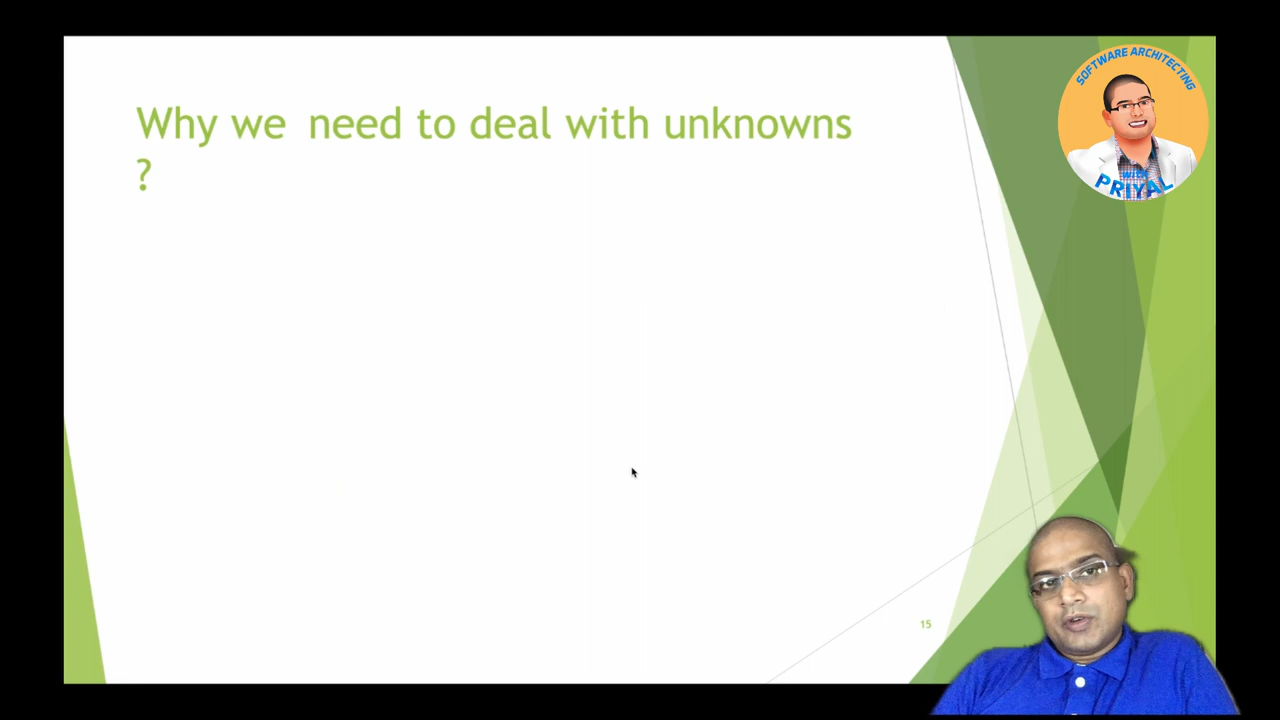 Why we need to deal with unknowns
?
SOFTWARE ARCHITECTING
with
PRIYAL
15